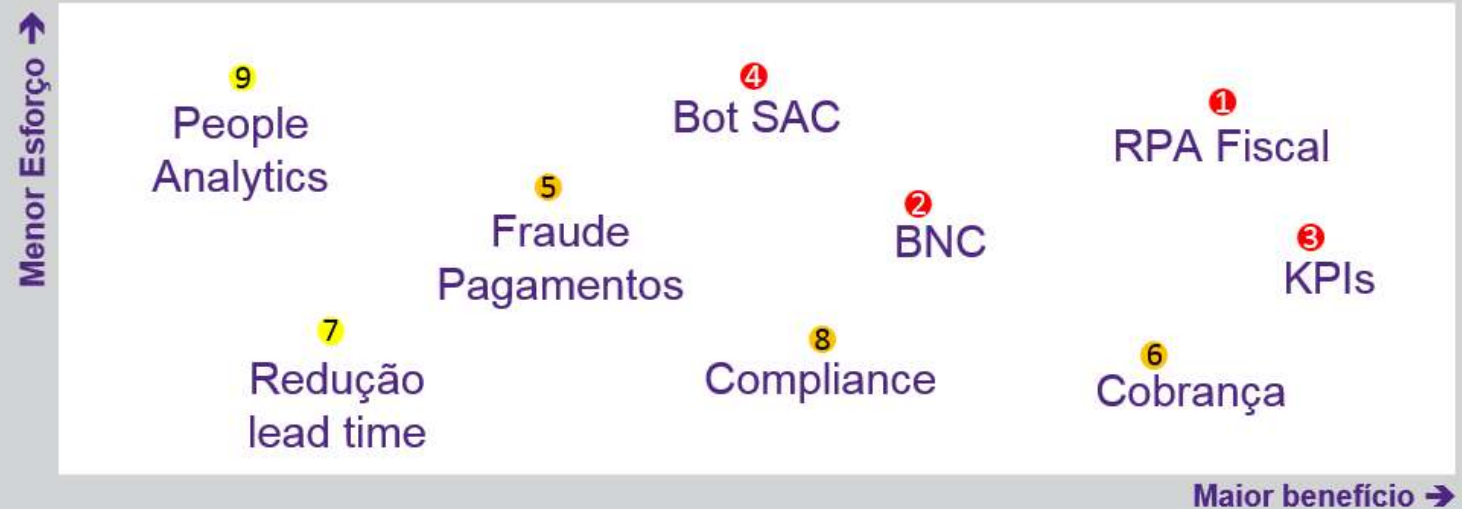 Menor Esforço →
9
People
Analytics
4
Bot SAC
1
RPA Fiscal
5
Fraude
Pagamentos
2
BNC
3
KPIs
7
Redução
lead time
8
Compliance
6
Cobrança
Maior benefício →